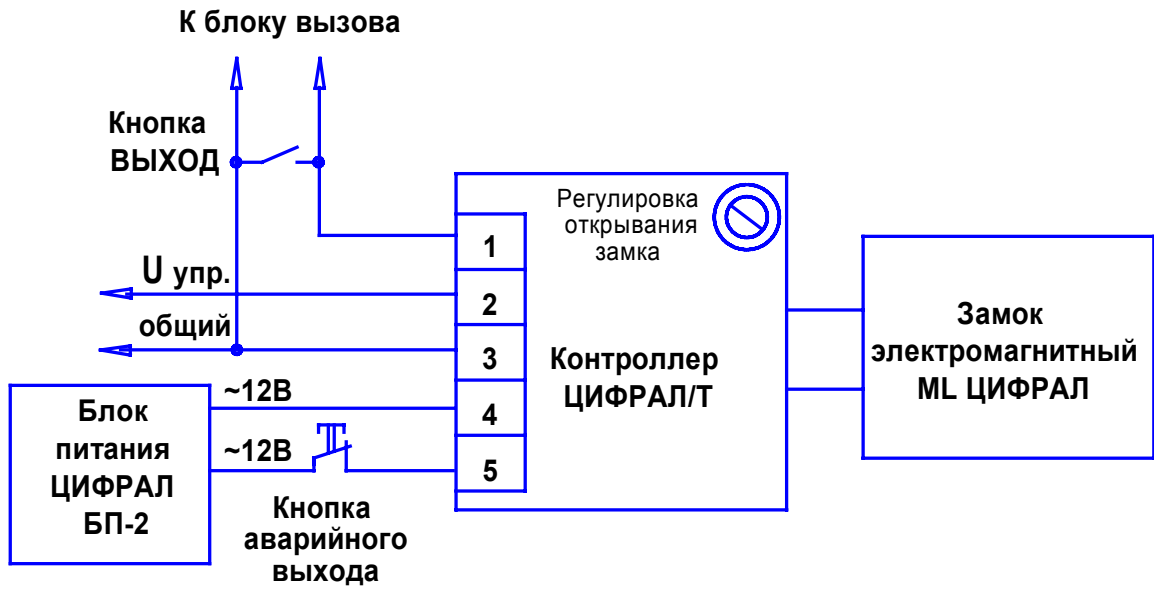 К блоку вызова
Кнопка
ВЫХОД
Регулировка
открывания
замка
1
U упр.
2
общий
3
Контроллер
ЦИФРАЛ/Т
Замок
электромагнитный
ML ЦИФРАЛ
~12В
4
~12В
5
Блок
питания
ЦИФРАЛ
БП-2
Кнопка
аварийного
выхода